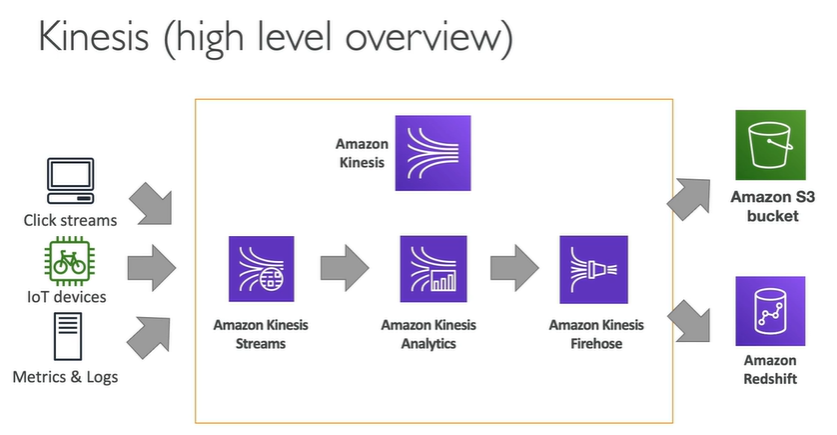 Kinesis (high level overview)
Amazon
Kinesis
Click streams
IoT devices
Metrics & Logs
Amazon Kinesis
Streams
Amazon Kinesis
Analytics
Amazon Kinesis
Firehose
Amazon S3
bucket
Amazon
Redshift